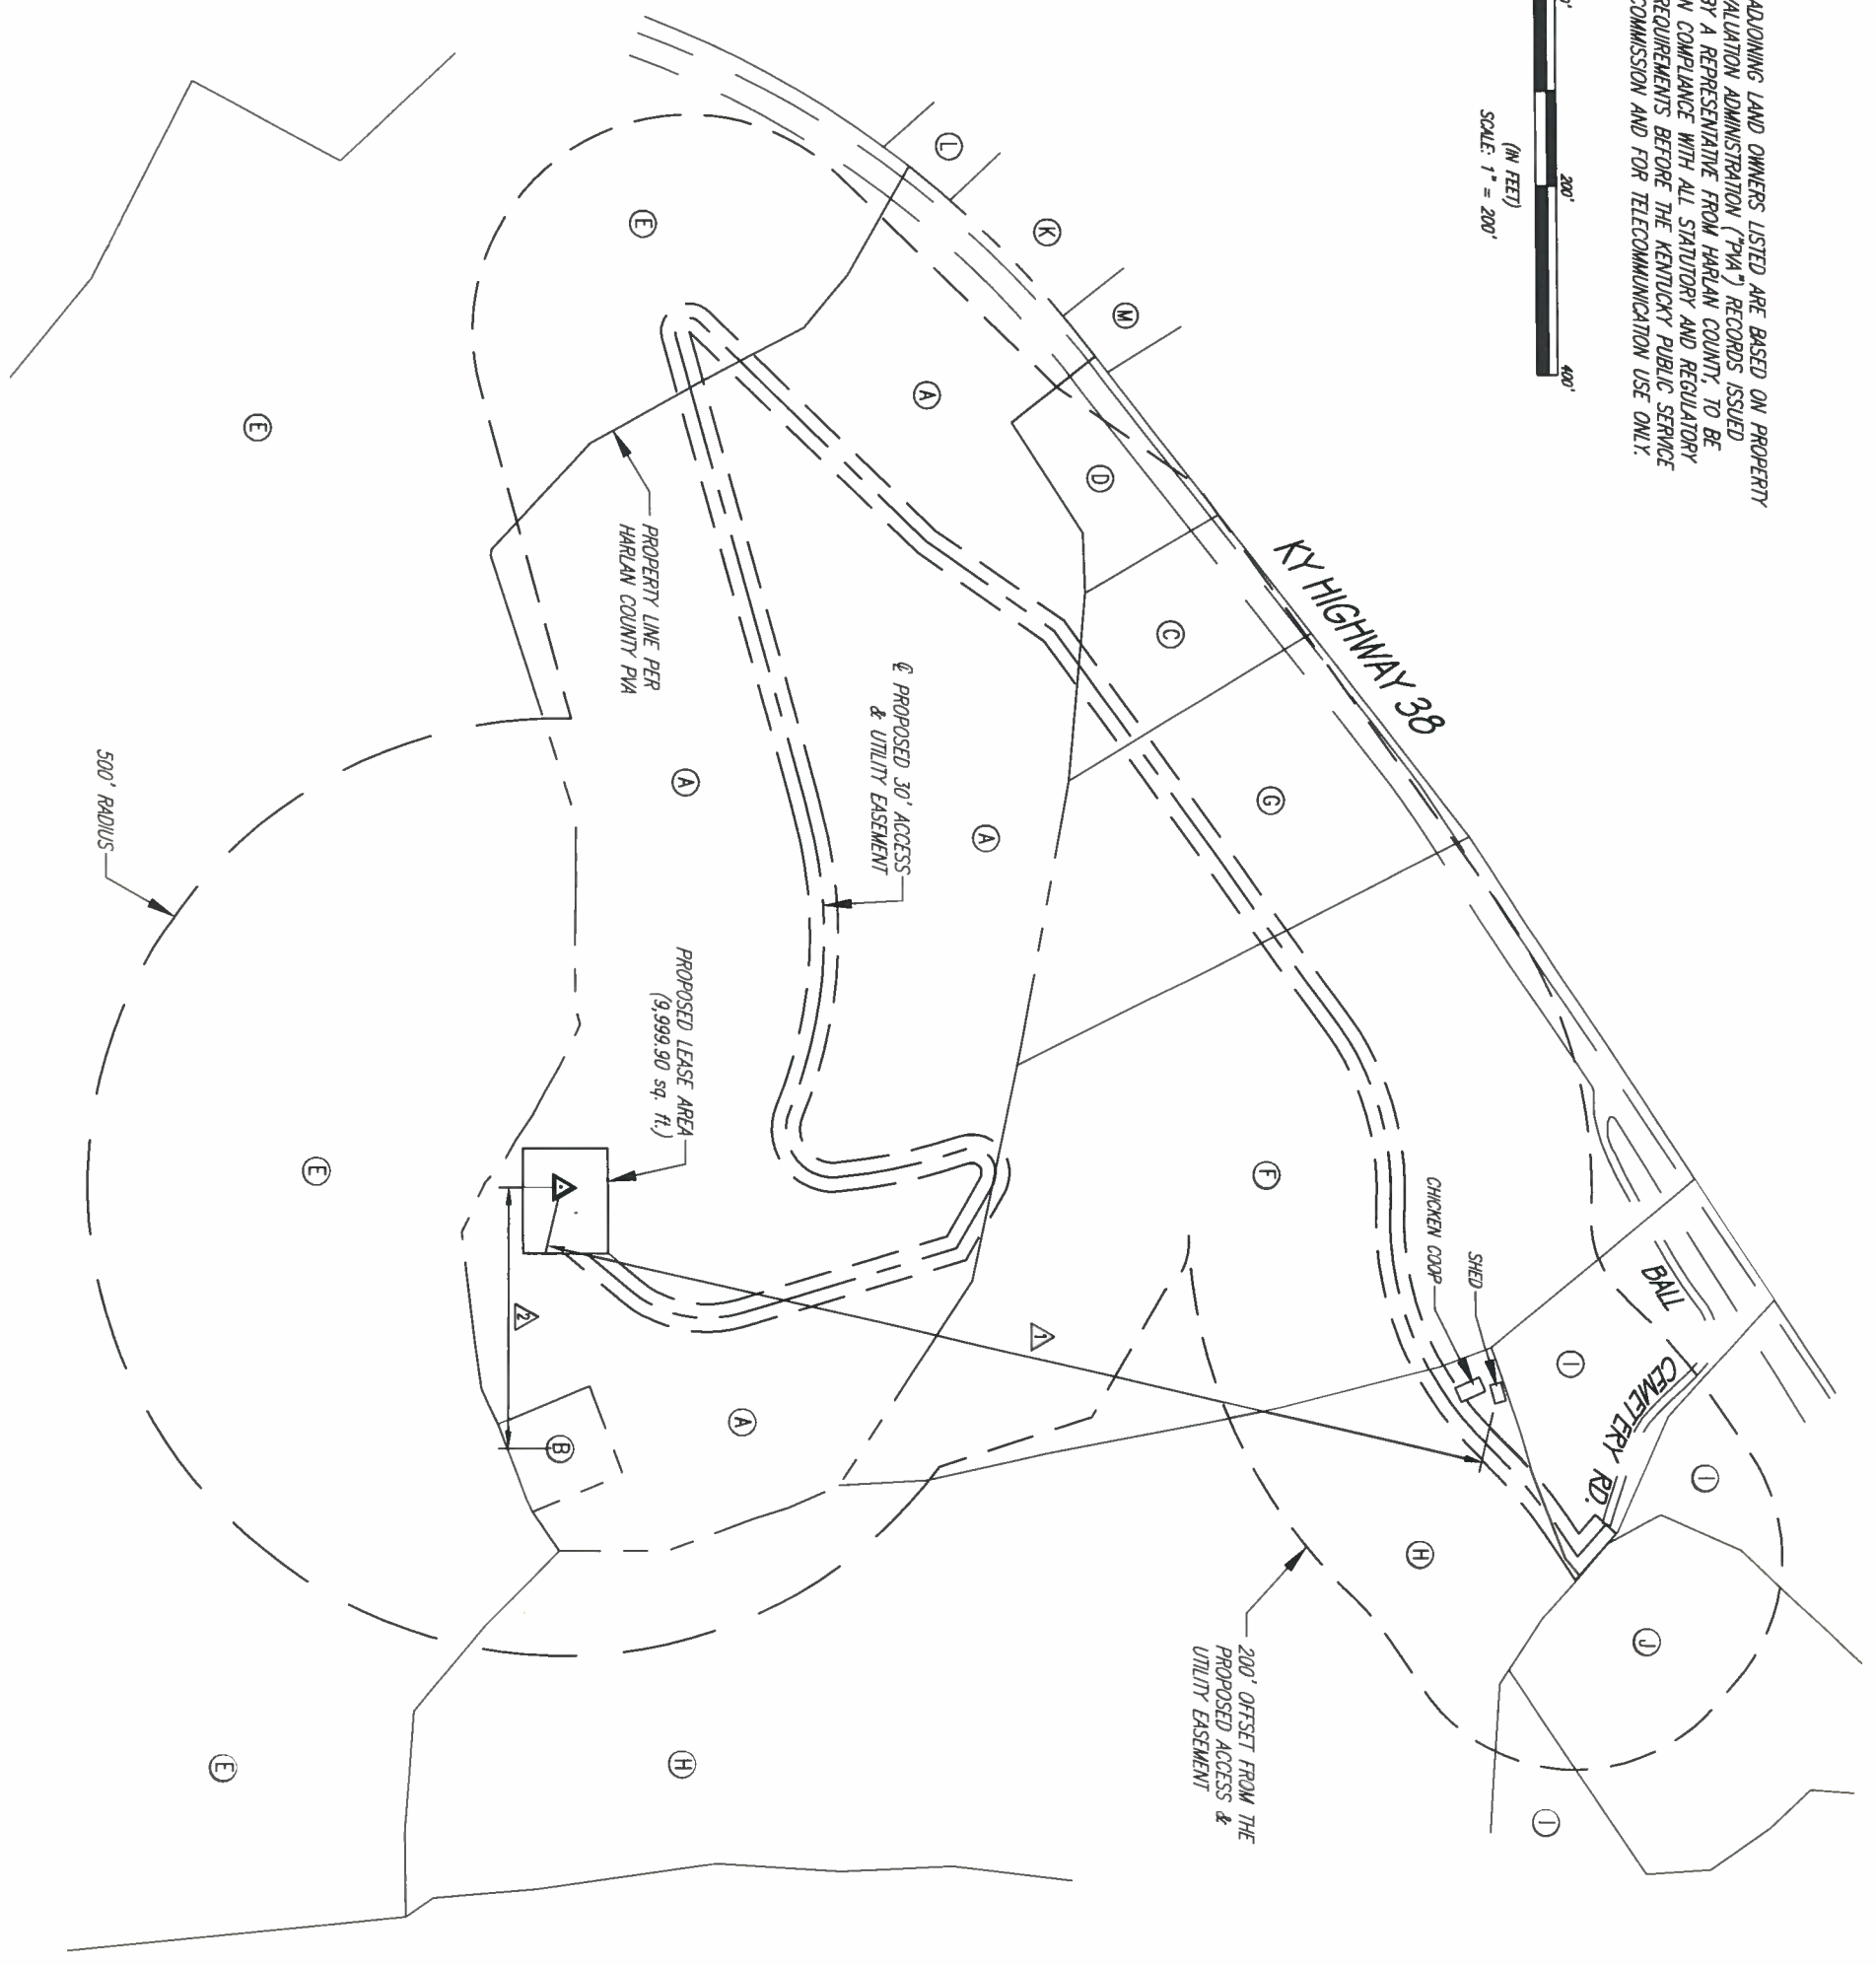 ADJOINING LAND OWNERS LISTED ARE BASED ON PROPERTY
VALUATION ADMINISTRATION ("PVA") RECORDS ISSUED
BY A REPRESENTATIVE FROM HARLAN COUNTY, TO BE
IN COMPLIANCE WITH ALL STATUTORY AND REGULATORY
REQUIREMENTS BEFORE THE KENTUCKY PUBLIC SERVICE
COMMISSION AND FOR TELECOMMUNICATION USE ONLY.
200'
400'
(IN FEET)
SCALE: 1" = 200'
KY HIGHWAY 38
BALL
CEMETERY RD.
SHED
CHICKEN COOP
L
K
M
E
A
D
C
G
F
I
I
J
I
H
200' OFFSET FROM THE
PROPOSED ACCESS &
UTILITY EASEMENT
1
A
℄ PROPOSED 30' ACCESS
& UTILITY EASEMENT
PROPERTY LINE PER
HARLAN COUNTY PVA
A
PROPOSED LEASE AREA
(9,999.90 sq. ft.)
A
H
2
B
E
E
E
500' RADIUS